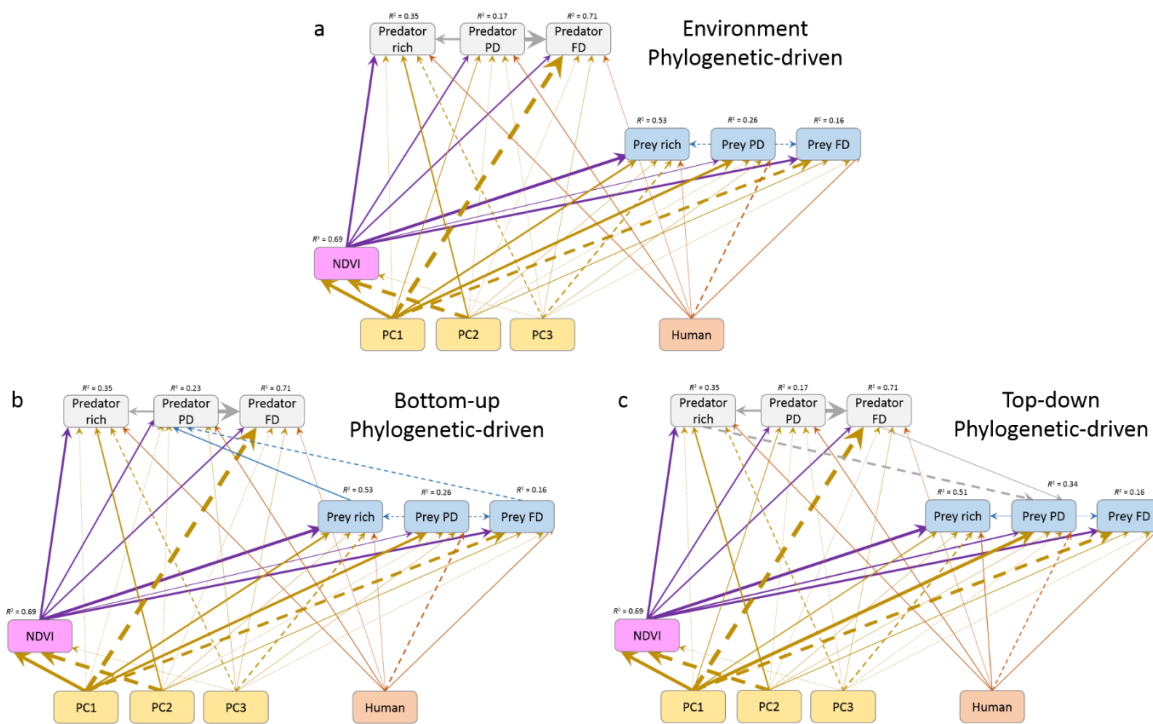 a
Environment
Phylogenetic-driven
R² = 0.35
R² = 0.17
R² = 0.71
Predator
rich
Predator
PD
Predator
FD
R² = 0.53
R² = 0.26
R² = 0.16
Prey rich
Prey PD
Prey FD
R² = 0.69
NDVI
PC1
PC2
PC3
Human
b
Bottom-up
Phylogenetic-driven
R² = 0.35
R² = 0.23
R² = 0.71
Predator
rich
Predator
PD
Predator
FD
R² = 0.53
R² = 0.26
R² = 0.16
Prey rich
Prey PD
Prey FD
R² = 0.69
NDVI
PC1
PC2
PC3
Human
c
Top-down
Phylogenetic-driven
R² = 0.35
R² = 0.17
R² = 0.71
Predator
rich
Predator
PD
Predator
FD
R² = 0.51
R² = 0.34
R² = 0.16
Prey rich
Prey PD
Prey FD
R² = 0.69
NDVI
PC1
PC2
PC3
Human